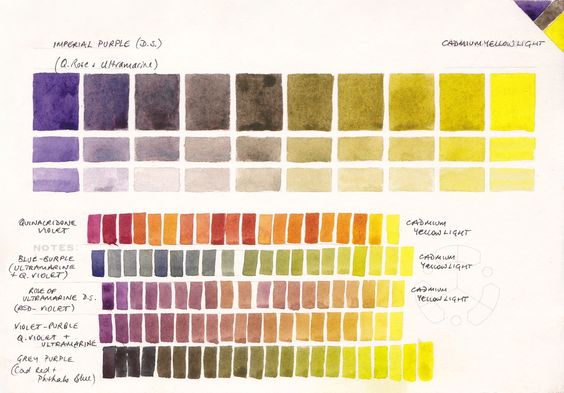 IMPERIAL PURPLE (D.S.)
CADMIUM YELLOW LIGHT
(Q. Rose + Ultramarine)
QUINACRIDONE
VIOLET
CADMIUM
YELLOW LIGHT
NOTES:
BLUE-BURPLE
(ULTRAMARINE
+ Q. VIOLET)
CADMIUM
YELLOW LIGHT
ROSE OF
ULTRAMARINE D.S.
(RED-VIOLET)
CADMIUM
YELLOW LIGHT
VIOLET-PURPLE
Q. VIOLET +
ULTRAMARINE
GREY PURPLE
(Cad Red +
Phthalo Blue)